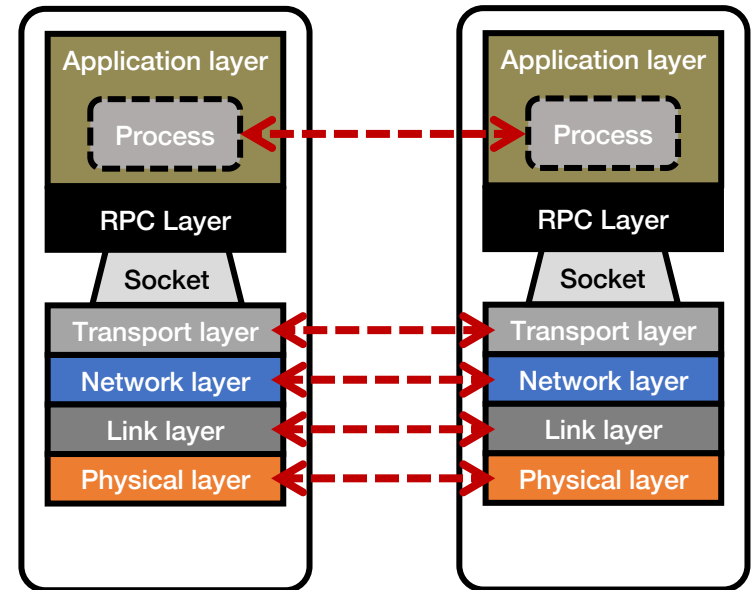 Application layer
Process
RPC Layer
Socket
Transport layer
Network layer
Link layer
Physical layer
Application layer
Process
RPC Layer
Socket
Transport layer
Network layer
Link layer
Physical layer